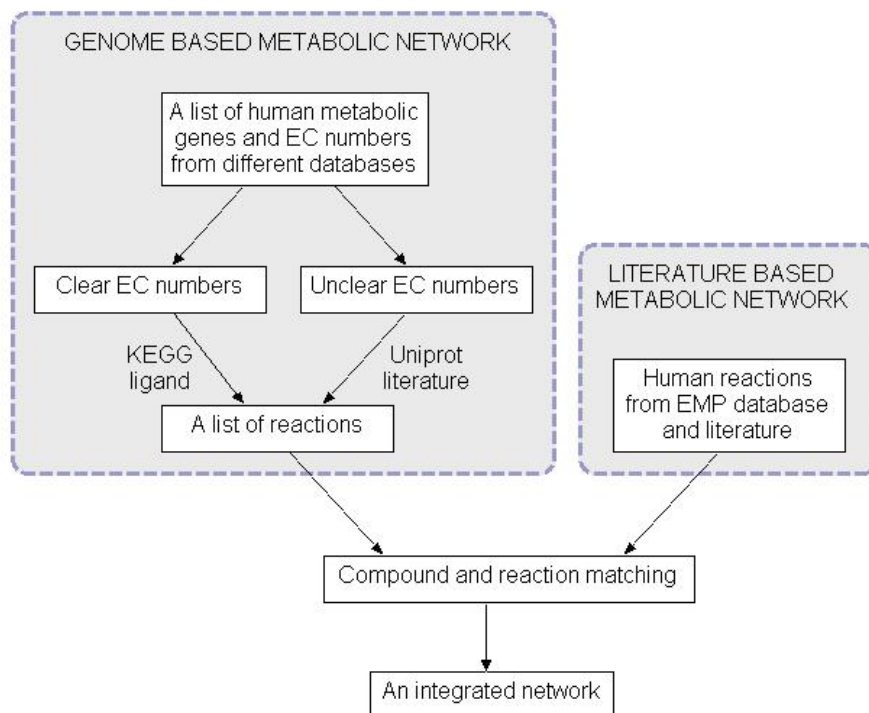 GENOME BASED METABOLIC NETWORK
A list of human metabolic
genes and EC numbers
from different databases
Clear EC numbers
Unclear EC numbers
KEGG
ligand
Uniprot
literature
A list of reactions
LITERATURE BASED
METABOLIC NETWORK
Human reactions
from EMP database
and literature
Compound and reaction matching
An integrated network